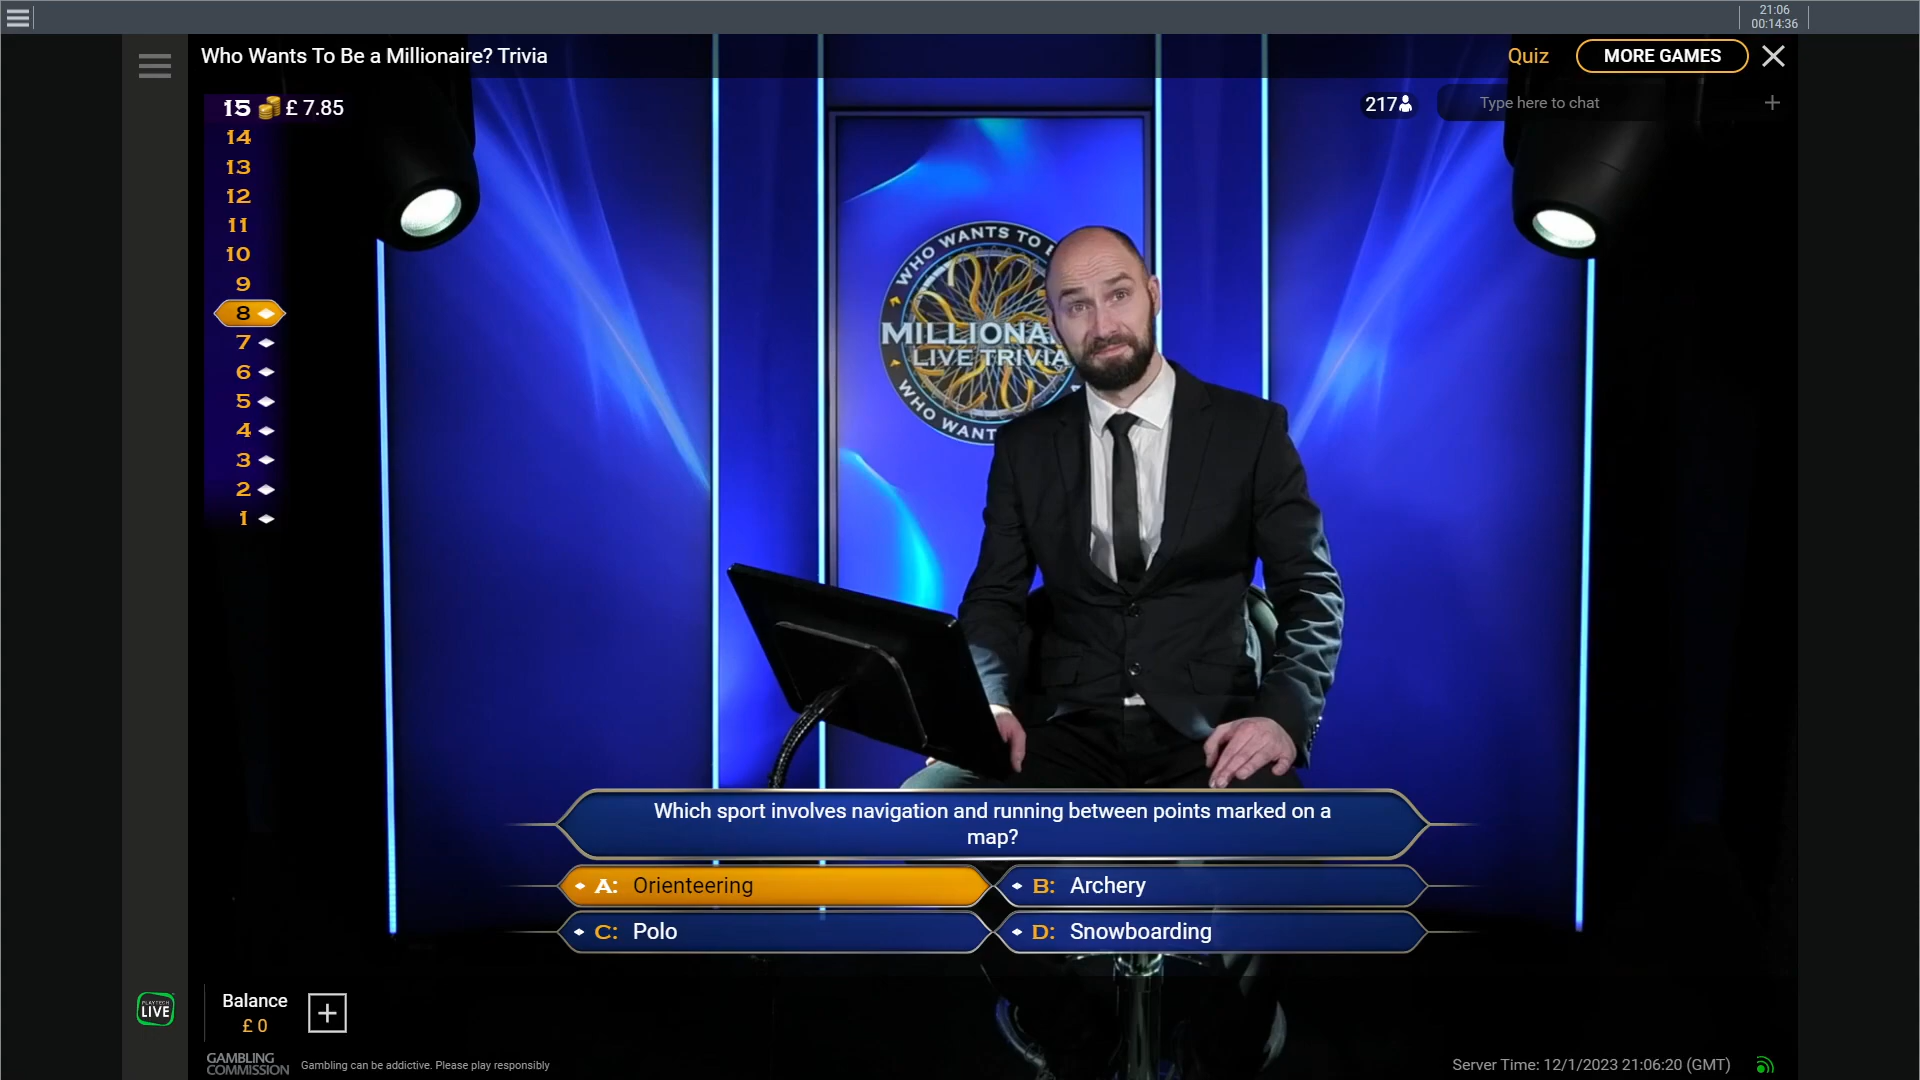 21:06
00:14:36
Who Wants To Be a Millionaire? Trivia
Quiz
MORE GAMES
15 £ 7.85
217
Type here to chat
14
13
12
11
10
9
8
7
6
5
4
3
2
1
WHO WANTS TO
MILLIONA
LIVE TRIVIA
WHO WANT
Which sport involves navigation and running between points marked on a
map?
A: Orienteering
B: Archery
C: Polo
D: Snowboarding
PLAYTECH
LIVE
Balance
£ 0
GAMBLING
COMMISSION
Gambling can be addictive. Please play responsibly
Server Time: 12/1/2023 21:06:20 (GMT)